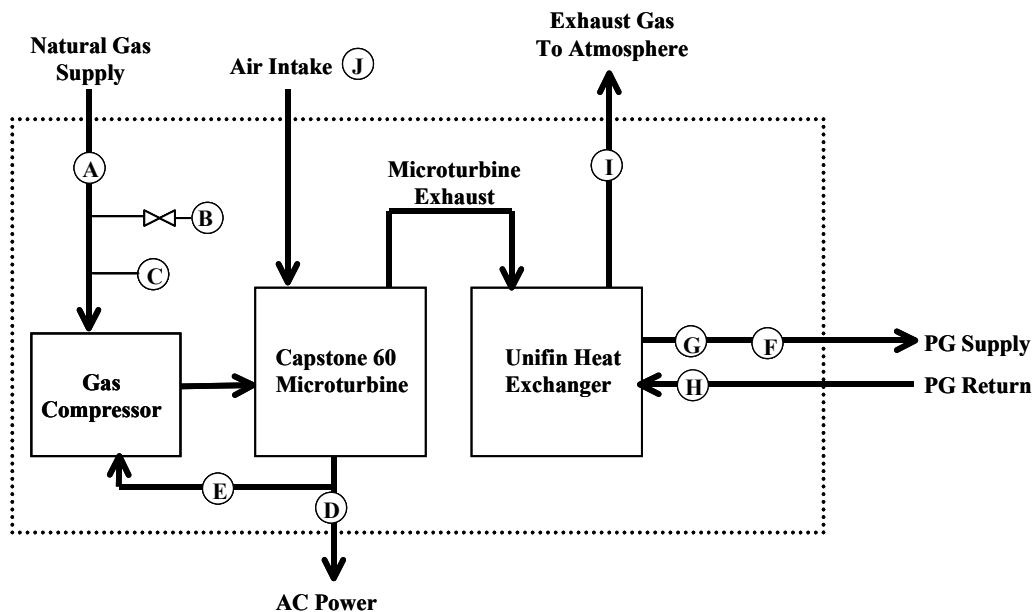 Natural Gas
Supply
Air Intake J
Exhaust Gas
To Atmosphere
A
Microturbine
Exhaust
I
B
C
Gas
Compressor
Capstone 60
Microturbine
Unifin Heat
Exchanger
G
F
PG Supply
H
PG Return
E
D
AC Power